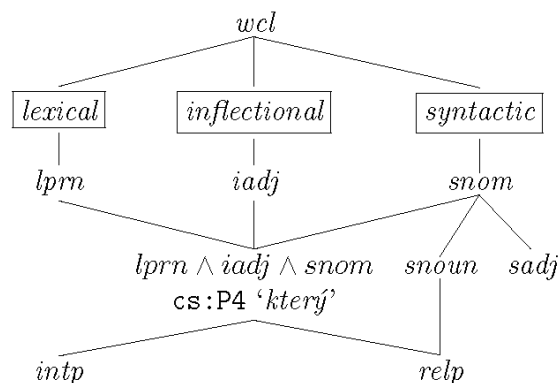 wcl
lexical inflectional syntactic
lprn iadj snom
lprn ∧ iadj ∧ snom snoun sadj
cs:P4 ‘který’
intp relp